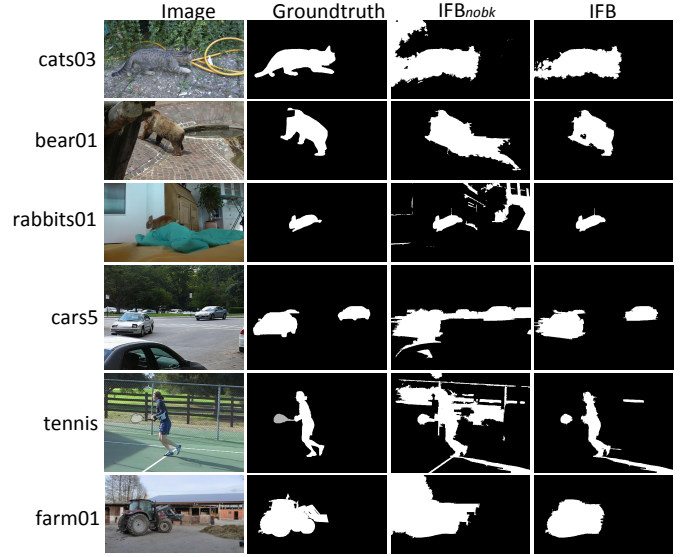 Image Groundtruth IFBnobk IFB
cats03
bear01
rabbits01
cars5
tennis
farm01